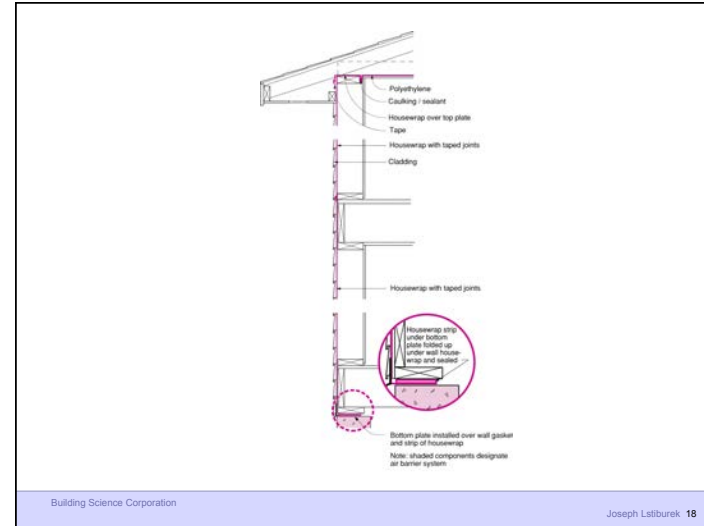 Polyethylene
Caulking / sealant
Housewrap over top plate
Tape
Housewrap with taped joints
Cladding
Housewrap with taped joints
Housewrap strip
under bottom
plate folded up
under wall house-
wrap and sealed
Bottom plate installed over wall gasket
and strip of housewrap
Note: shaded components designate
air barrier system
Building Science Corporation
Joseph Lstiburek 18